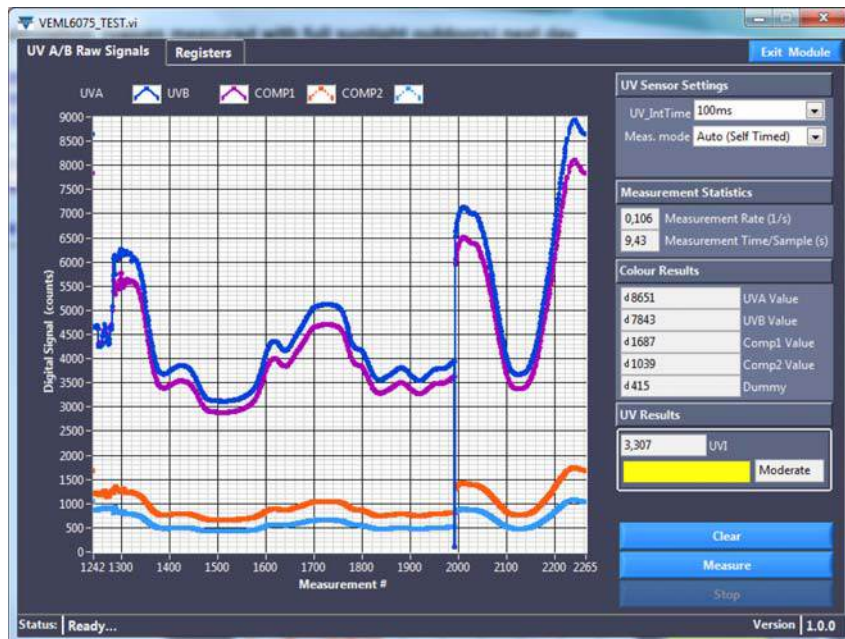 VEML6075_TEST.vi
UV A/B Raw Signals
Registers
Exit Module
UVA
UVB
COMP1
COMP2
Digital Signal (counts)
9000
8500
8000
7500
7000
6500
6000
5500
5000
4500
4000
3500
3000
2500
2000
1500
1000
500
0
1242 1300 1400 1500 1600 1700 1800 1900 2000 2100 2200 2265
Measurement #
UV Sensor Settings
UV_IntTime 100ms
Meas. mode Auto (Self Timed)
Measurement Statistics
0,106 Measurement Rate (1/s)
9,43 Measurement Time/Sample (s)
Colour Results
d 8651 UVA Value
d 7843 UVB Value
d 1687 Comp1 Value
d 1039 Comp2 Value
d 415 Dummy
UV Results
3,307 UVI
Moderate
Clear
Measure
Stop
Status: Ready...
Version 1.0.0